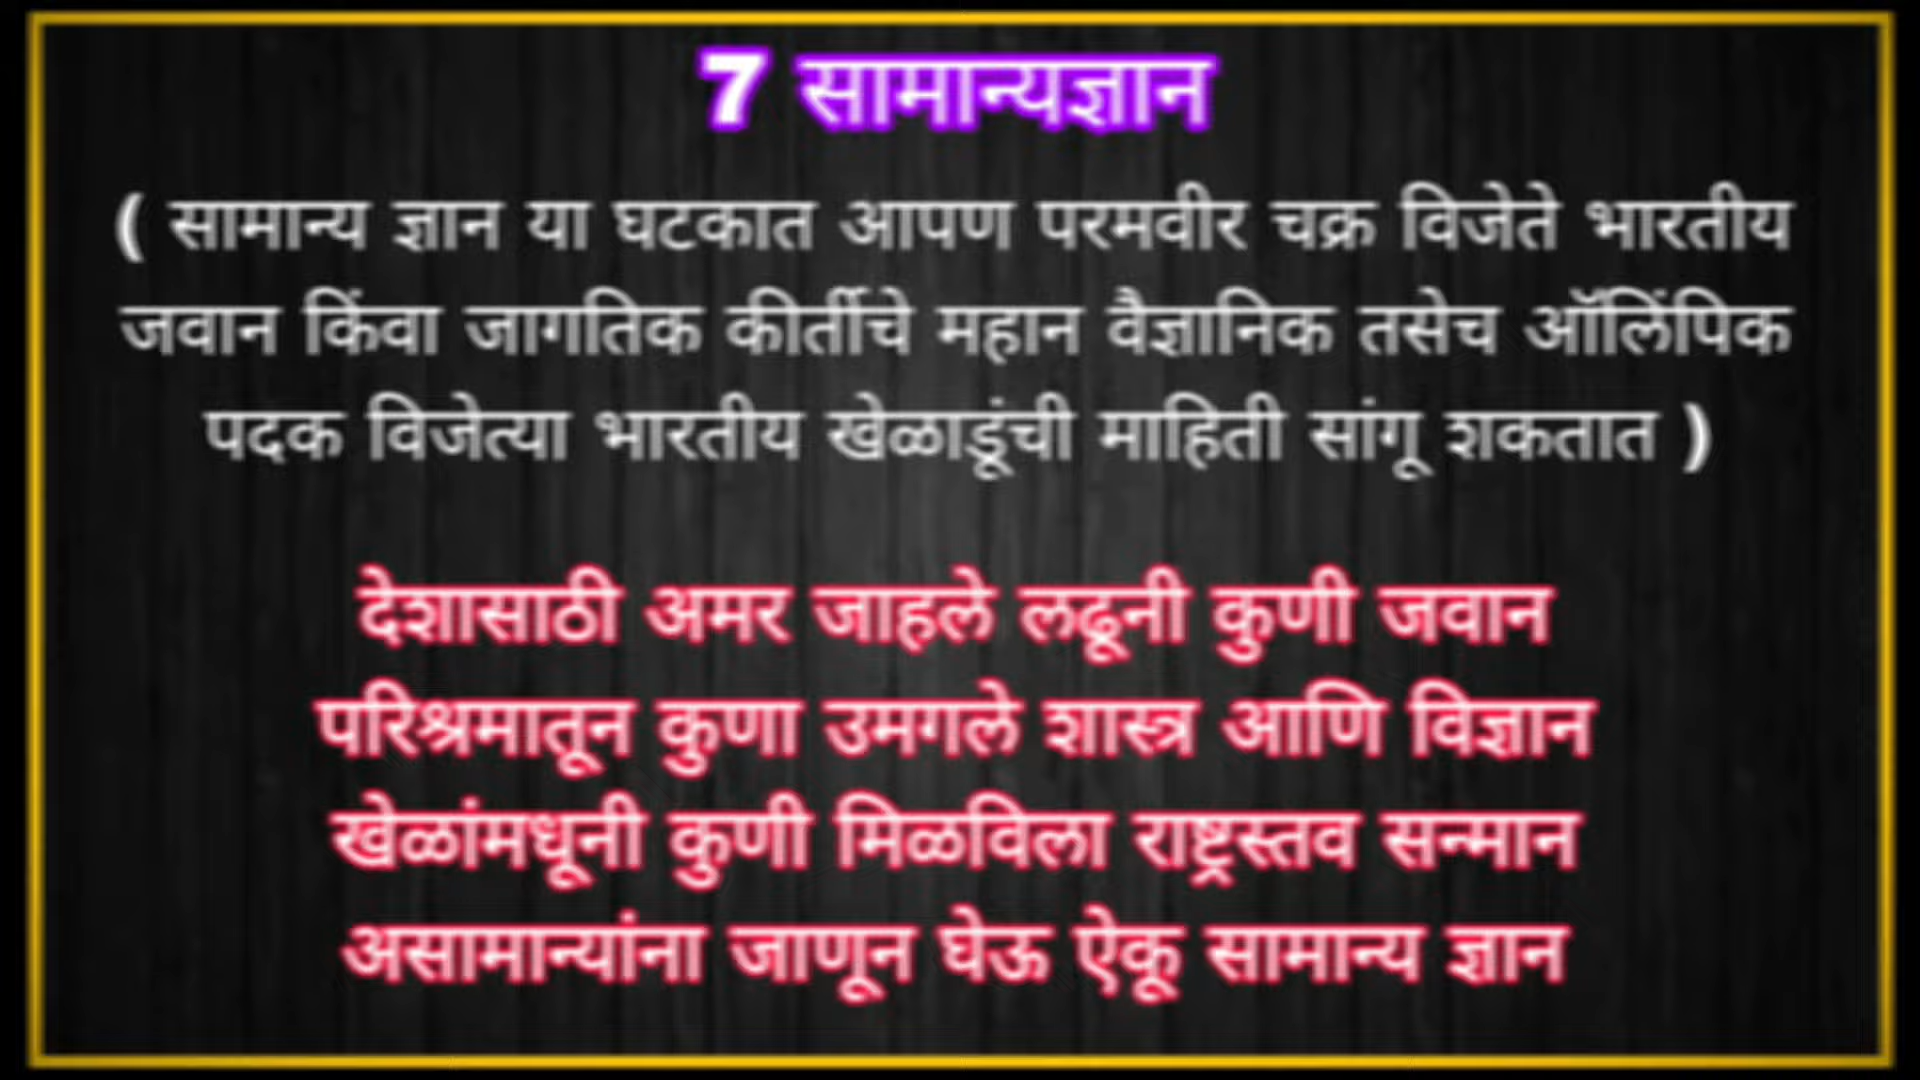 7 सामान्यज्ञान
( सामान्य ज्ञान या घटकात आपण परमवीर चक्र विजेते भारतीय
जवान किंवा जागतिक कीर्तीचे महान वैज्ञानिक तसेच ऑलिंपिक
पदक विजेत्या भारतीय खेळाडूंची माहिती सांगू शकतात )
देशासाठी अमर जाहले लढूनी कुणी जवान
परिश्रमातून कुणा उमगले शास्त्र आणि विज्ञान
खेळांमधूनी कुणी मिळविला राष्ट्रस्तव सन्मान
असामान्यांना जाणून घेऊ ऐकू सामान्य ज्ञान